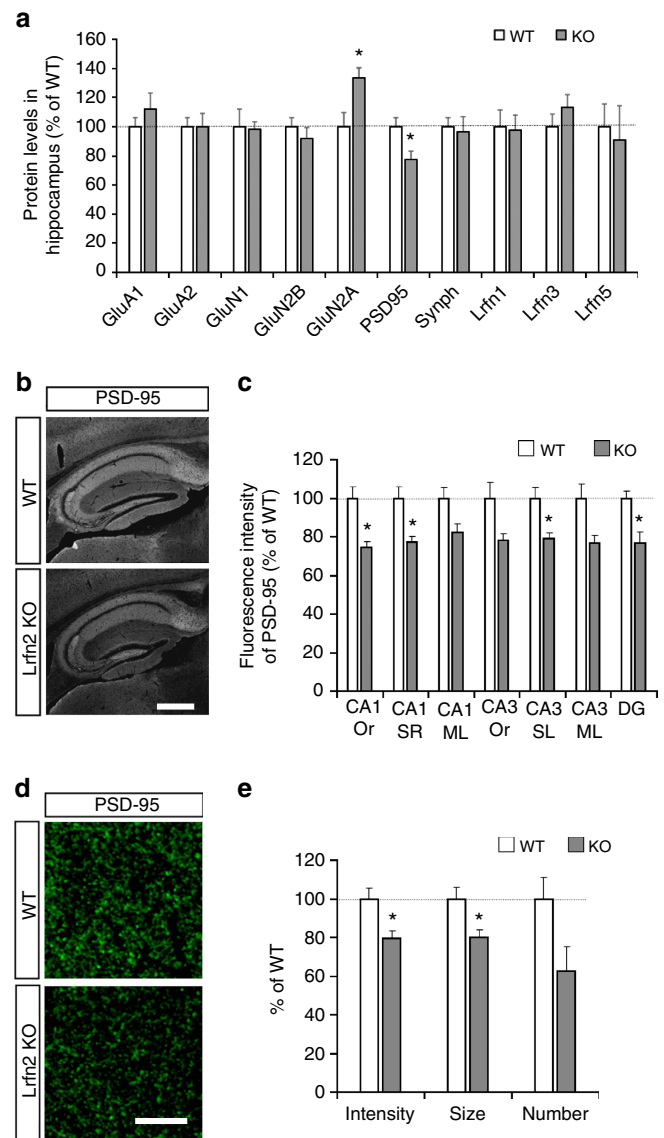 a
160
140
120
100
80
60
40
20
0
Protein levels in
hippocampus (% of WT)
WT KO
*
*
GluA1 GluA2 GluN1 GluN2B GluN2A PSD95 Synph Lrfn1 Lrfn3 Lrfn5
b
PSD-95
WT
Lrfn2 KO
c
120
100
80
60
40
20
0
Fluorescence intensity
of PSD-95 (% of WT)
WT KO
* * * *
CA1 CA1 CA1 CA3 CA3 CA3 DG
Or SR ML Or SL ML
d
PSD-95
WT
Lrfn2 KO
e
120
100
80
60
40
20
0
% of WT
WT KO
* *
Intensity Size Number